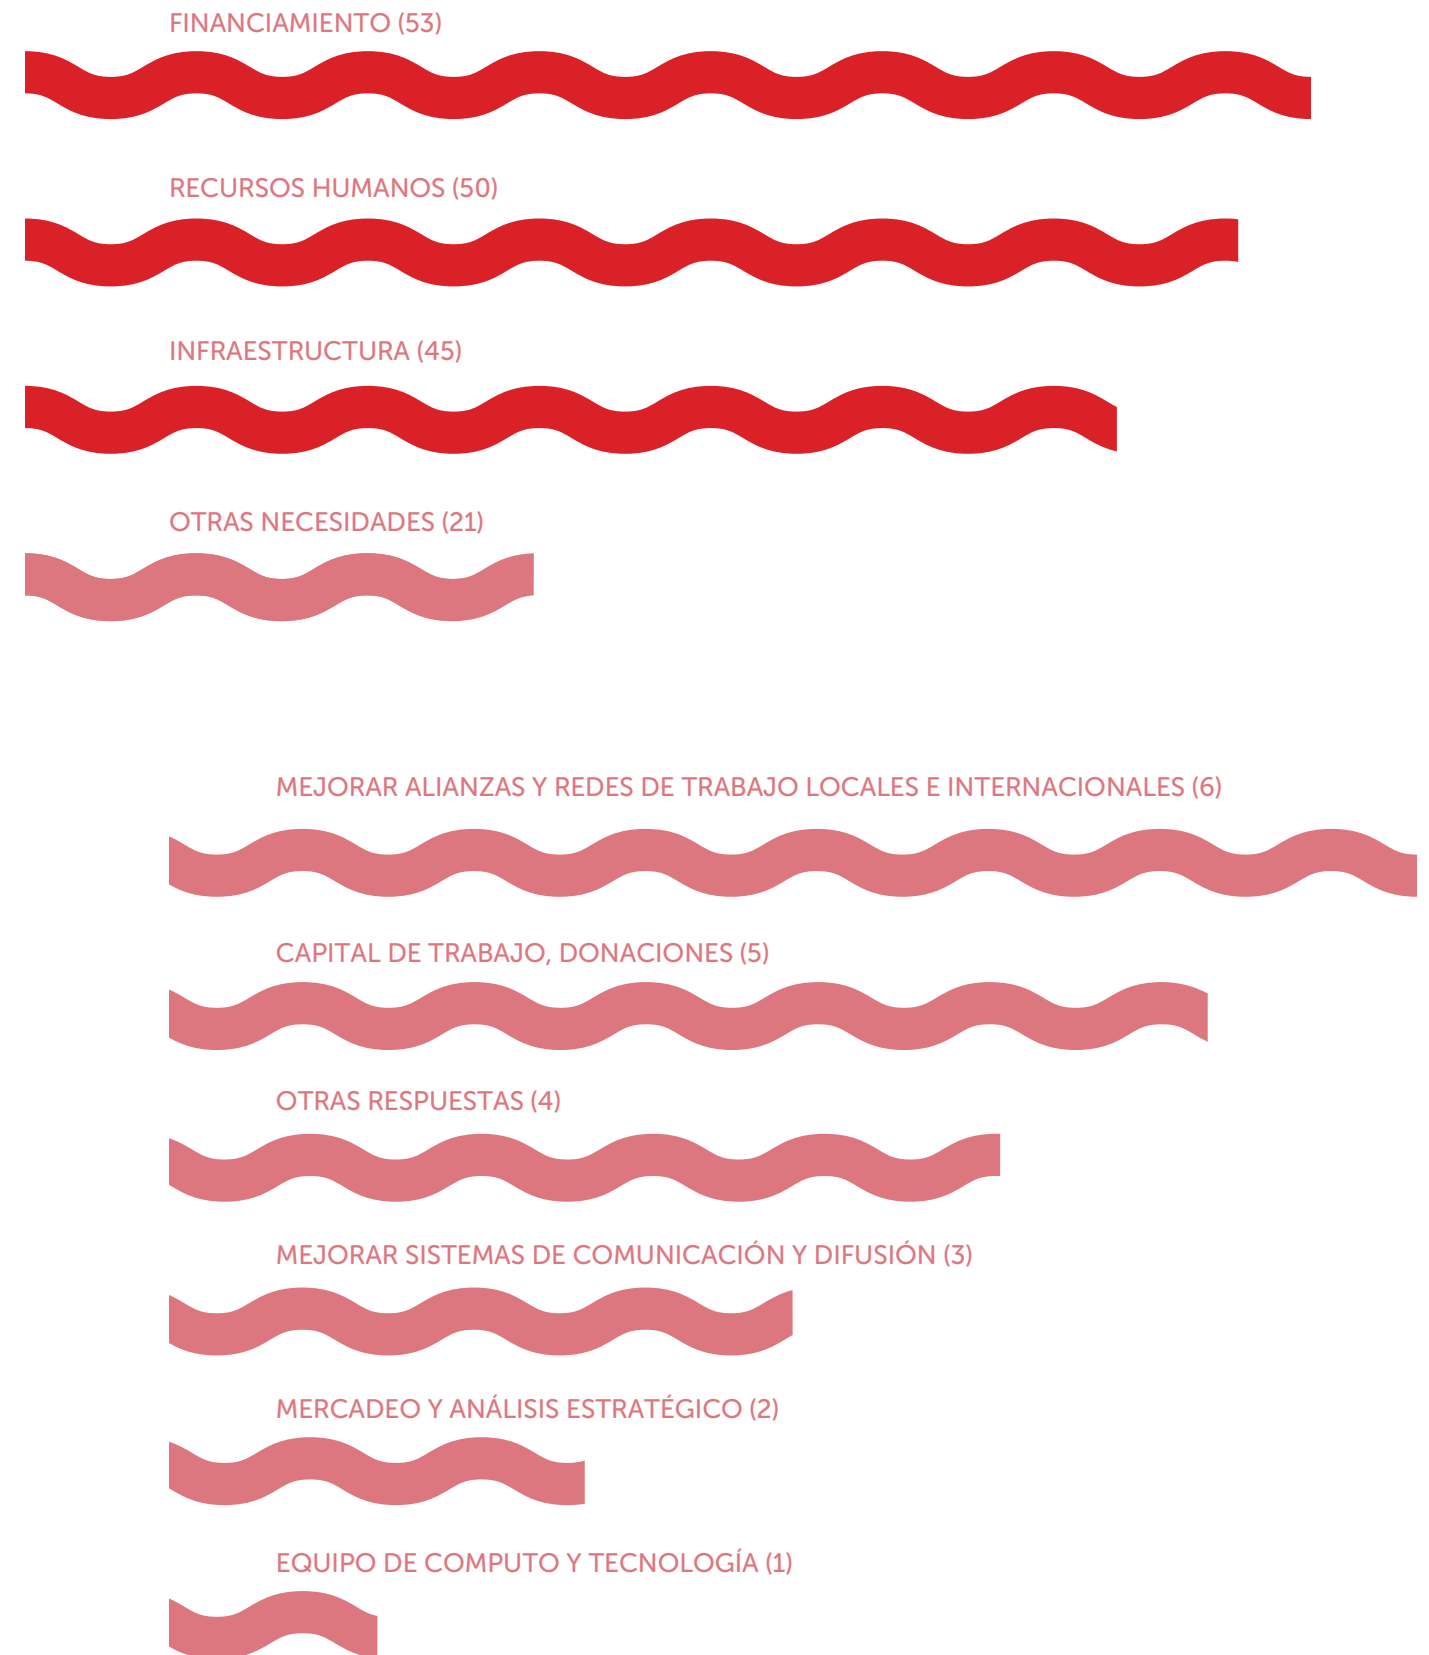 FINANCIAMIENTO (53)
RECURSOS HUMANOS (50)
INFRAESTRUCTURA (45)
OTRAS NECESIDADES (21)
MEJORAR ALIANZAS Y REDES DE TRABAJO LOCALES E INTERNACIONALES (6)
CAPITAL DE TRABAJO, DONACIONES (5)
OTRAS RESPUESTAS (4)
MEJORAR SISTEMAS DE COMUNICACIÓN Y DIFUSIÓN (3)
MERCADEO Y ANÁLISIS ESTRATÉGICO (2)
EQUIPO DE COMPUTO Y TECNOLOGÍA (1)